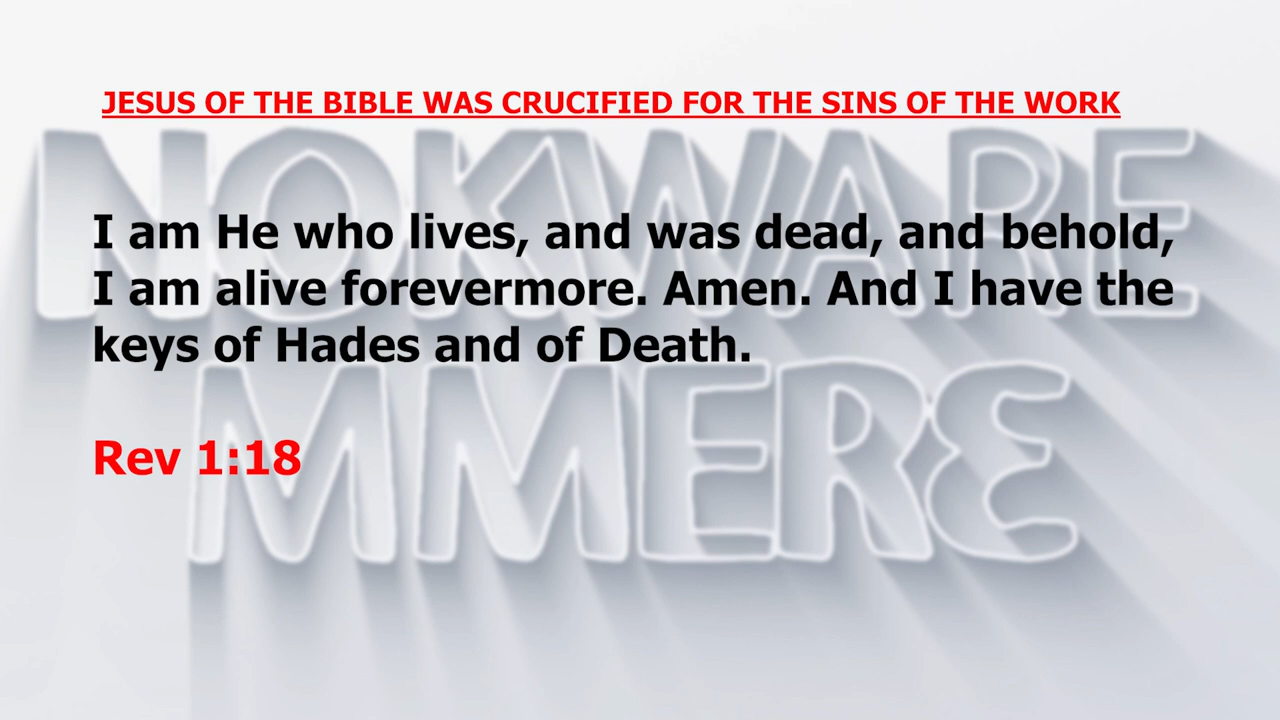 JESUS OF THE BIBLE WAS CRUCIFIED FOR THE SINS OF THE WORK
I am He who lives, and was dead, and behold,
I am alive forevermore. Amen. And I have the
keys of Hades and of Death.
Rev 1:18
NOKWARE
MMERƐ